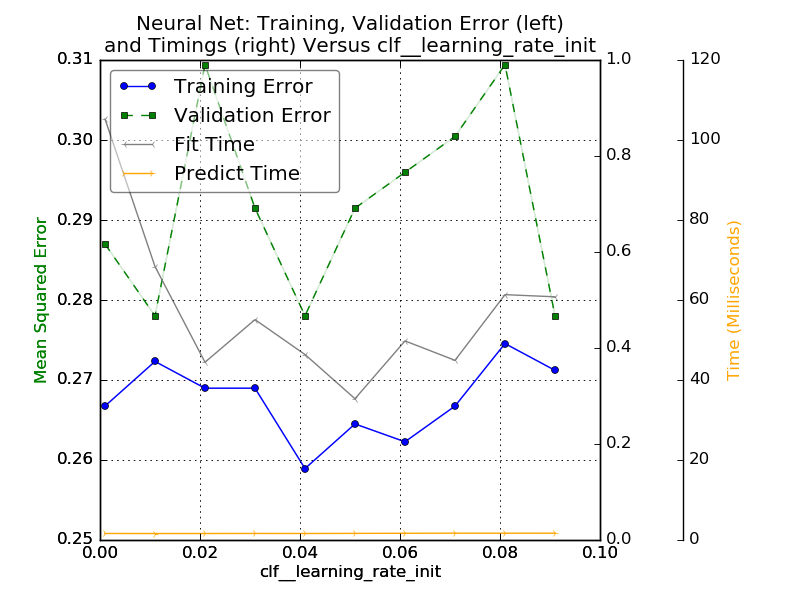 Neural Net: Training, Validation Error (left)
and Timings (right) Versus clf__learning_rate_init
Training Error
Validation Error
Fit Time
Predict Time
Mean Squared Error
0.31
0.30
0.29
0.28
0.27
0.26
0.25
1.0
0.8
0.6
0.4
0.2
0.0
120
100
80
60
40
20
0
Time (Milliseconds)
0.00 0.02 0.04 0.06 0.08 0.10
clf__learning_rate_init